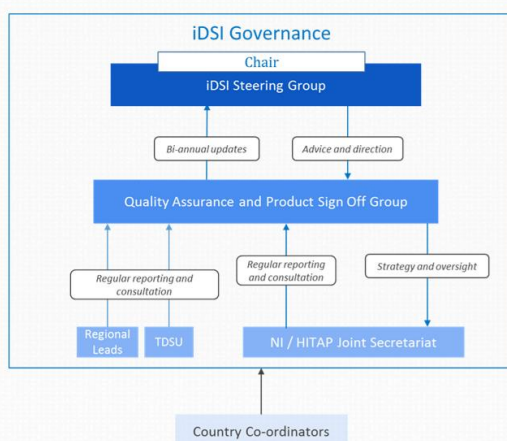 iDSI Governance
Chair
iDSI Steering Group
Bi-annual updates
Advice and direction
Quality Assurance and Product Sign Off Group
Regular reporting and
consultation
Regular reporting
and consultation
Strategy and oversight
Regional
Leads
TDSU
NI / HITAP Joint Secretariat
Country Co-ordinators